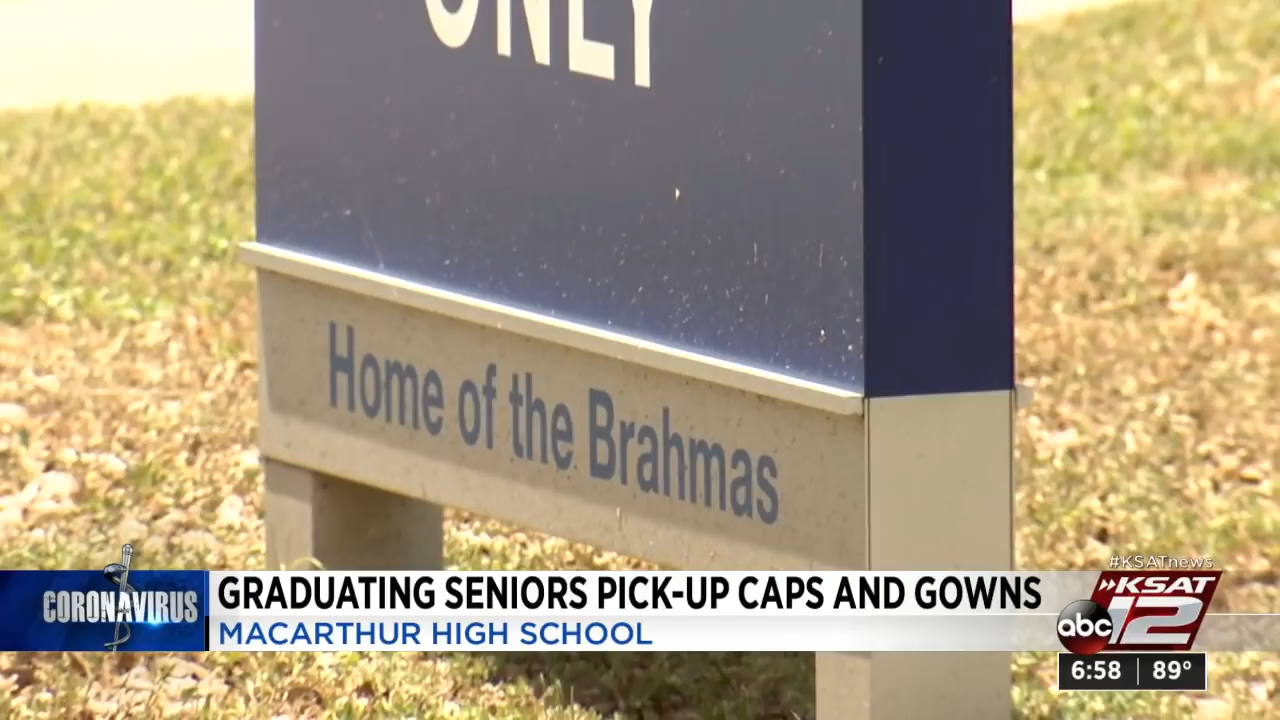 ONLY
Home of the Brahmas
#KSATnews
CORONAVIRUS
GRADUATING SENIORS PICK-UP CAPS AND GOWNS
MACARTHUR HIGH SCHOOL
»KSAT
abc 12
6:58 89°